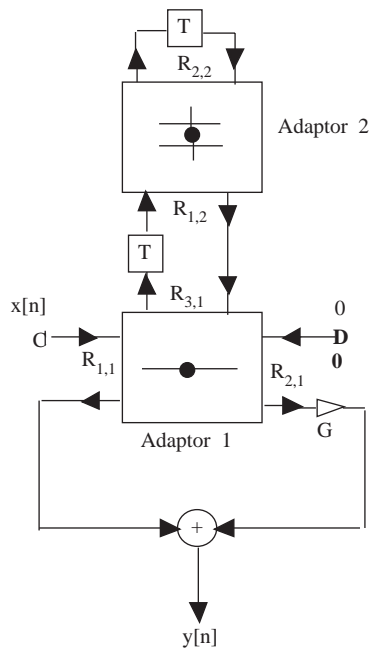 T
R2,2
Adaptor 2
R1,2
T
x[n]
R3,1
0
D
0
R1,1
R2,1
Adaptor 1
G
+
y[n]